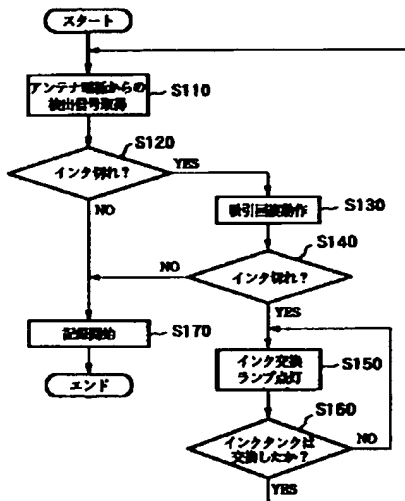 スタート
アンテナ電極からの
検出信号取得
S110
S120
インク切れ?
YES
NO
吸引回復動作
S130
S140
NO
インク切れ?
YES
記録開始
S170
エンド
インク交換
ランプ点灯
S150
S160
インクタンクは
交換したか?
NO
YES